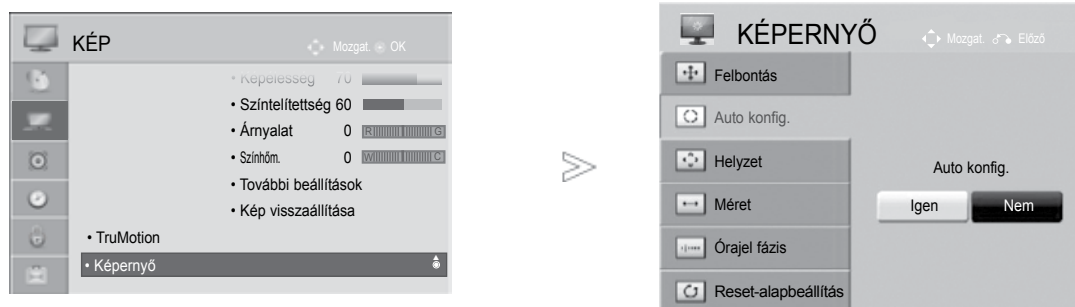 KÉP
Mozgat. OK
• Képélesség 70
• Színtelítettség 60
• Árnyalat 0 R G
• Színhőm. 0 W C
• További beállítások
• Kép visszaállítása
• TruMotion
• Képernyő
KÉPERNYŐ
Mozgat. Előző
Felbontás
Auto konfig.
Helyzet
Méret
Órajel fázis
Reset-alapbeállítás
Auto konfig.
Igen Nem